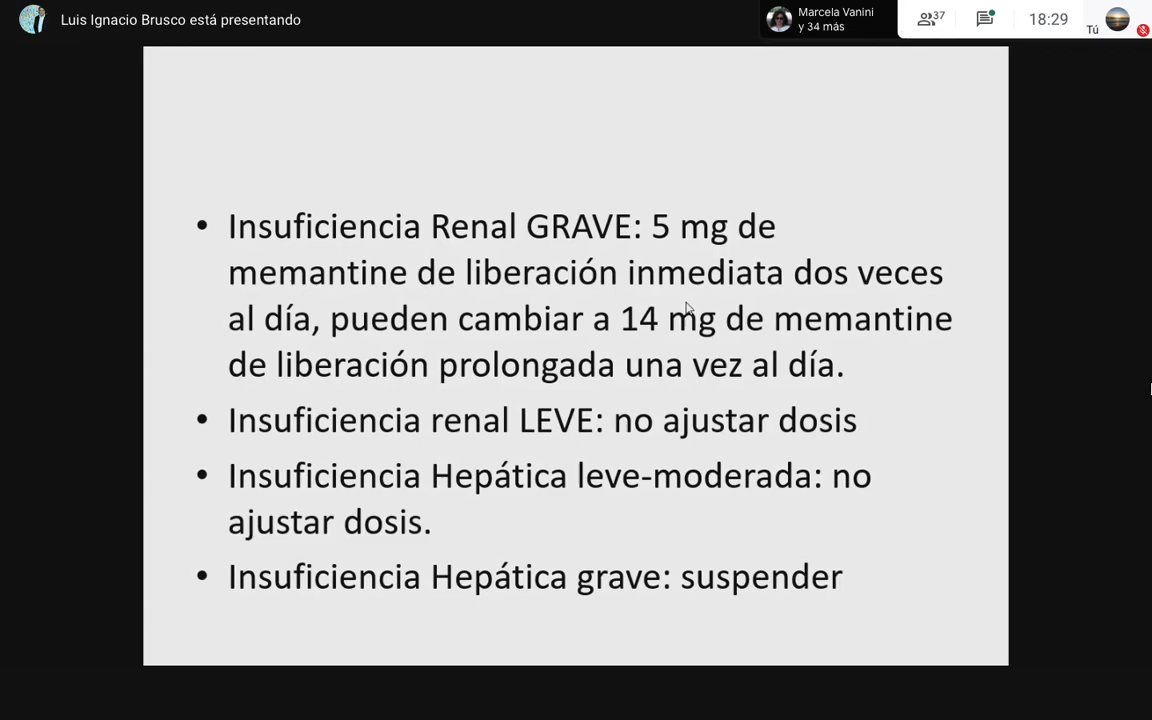 Luis Ignacio Brusco está presentando
Marcela Vanini
y 34 más
37
18:29
Tú
• Insuficiencia Renal GRAVE: 5 mg de
memantine de liberación inmediata dos veces
al día, pueden cambiar a 14 mg de memantine
de liberación prolongada una vez al día.
• Insuficiencia renal LEVE: no ajustar dosis
• Insuficiencia Hepática leve-moderada: no
ajustar dosis.
• Insuficiencia Hepática grave: suspender